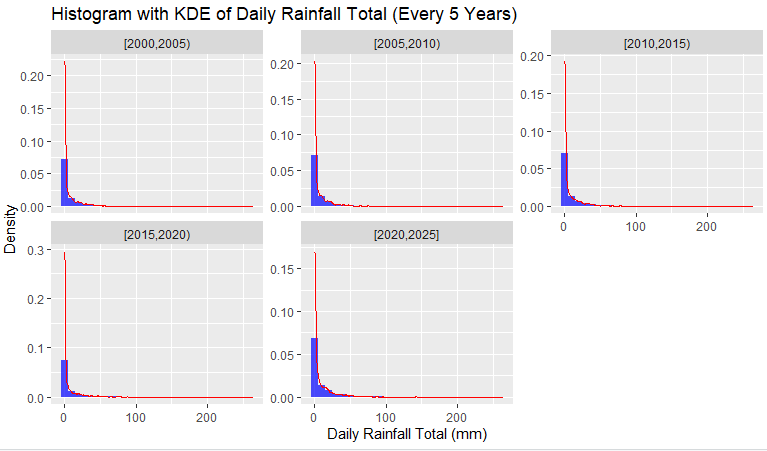 Histogram with KDE of Daily Rainfall Total (Every 5 Years)
[2000,2005) [2005,2010) [2010,2015)
0.20 0.20 0.20
0.15 0.15 0.15
0.10 0.10 0.10
0.05 0.05 0.05
0.00 0.00 0.00
0 100 200
Density
[2015,2020) [2020,2025]
0.3 0.15
0.2 0.10
0.1 0.05
0.0 0.00
0 100 200 0 100 200
Daily Rainfall Total (mm)